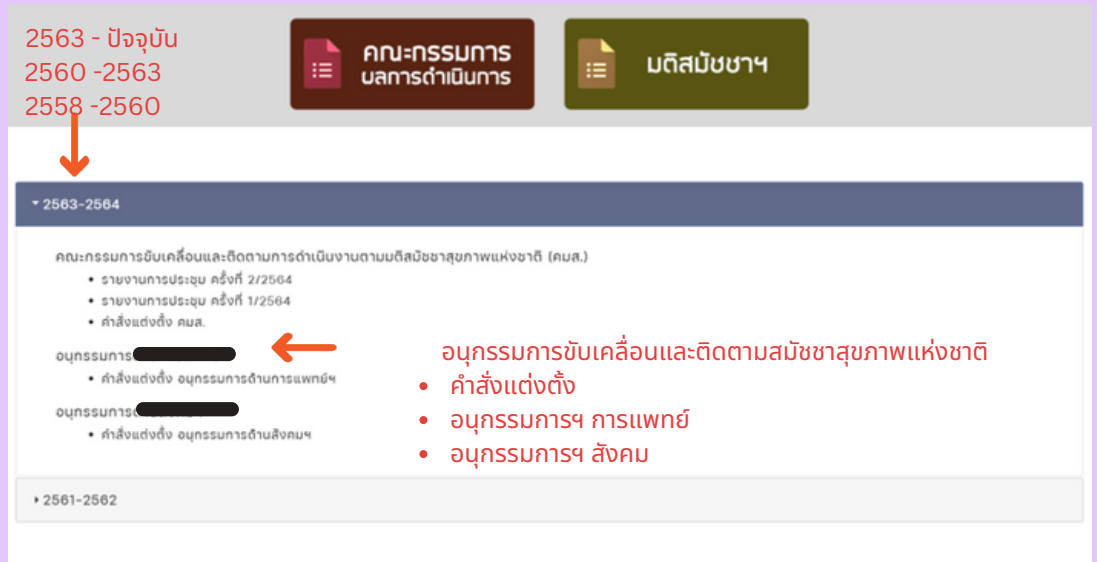 2563 - ปัจจุบัน
2560 -2563
2558 -2560
คณะกรรมการ
ผลการดำเนินการ
มติสมัชชาฯ
2563-2564
คณะกรรมการขับเคลื่อนและติดตามการดำเนินงานตามมติสมัชชาสุขภาพแห่งชาติ (คมส.)
• รายงานการประชุม ครั้งที่ 2/2564
• รายงานการประชุม ครั้งที่ 1/2564
• คำสั่งแต่งตั้ง คมส.
อนุกรรมการ
• คำสั่งแต่งตั้ง อนุกรรมการด้านการแพทย์ฯ
อนุกรรมการ
• คำสั่งแต่งตั้ง อนุกรรมการด้านสังคมฯ
อนุกรรมการขับเคลื่อนและติดตามสมัชชาสุขภาพแห่งชาติ
• คำสั่งแต่งตั้ง
• อนุกรรมการฯ การแพทย์
• อนุกรรมการฯ สังคม
2561-2562